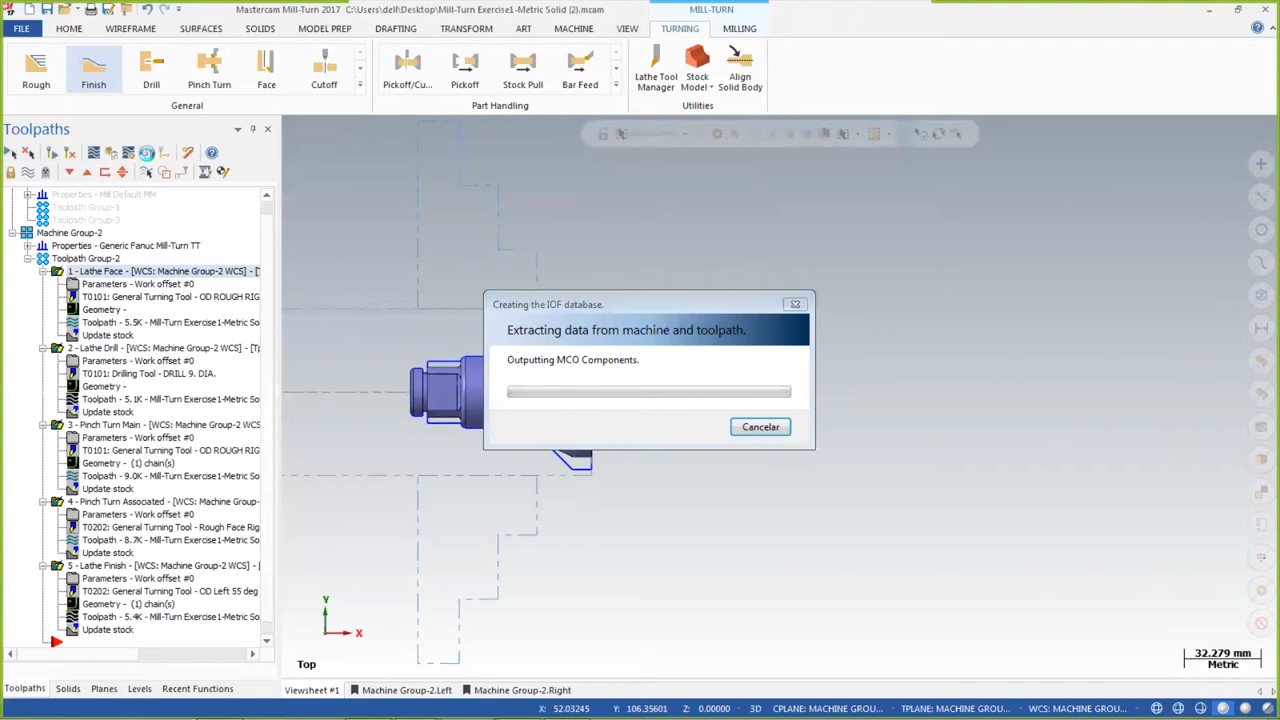 Mastercam Mill-Turn 2017 C:\Users\dell\Desktop\Mill-Turn Exercise1-Metric Solid (2).mcam
MILL-TURN
FILE HOME WIREFRAME SURFACES SOLIDS MODEL PREP DRAFTING TRANSFORM ART MACHINE VIEW TURNING MILLING
Rough Finish Drill Pinch Turn Face Cutoff Pickoff/Cu... Pickoff Stock Pull Bar Feed Lathe Tool Manager Stock Model Align Solid Body
General Part Handling Utilities
Toolpaths
Properties - Mill Default MM
Toolpath Group-1
Toolpath Group-3
Machine Group-2
Properties - Generic Fanuc Mill-Turn TT
Toolpath Group-2
1 - Lathe Face - [WCS: Machine Group-2 WCS] - [T
Parameters - Work offset #0
T0101: General Turning Tool - OD ROUGH RIG
Geometry -
Toolpath - 5.5K - Mill-Turn Exercise1-Metric So
Update stock
2 - Lathe Drill - [WCS: Machine Group-2 WCS] - [Tp
Parameters - Work offset #0
T0101: Drilling Tool - DRILL 9. DIA.
Geometry -
Toolpath - 5.1K - Mill-Turn Exercise1-Metric So
Update stock
3 - Pinch Turn Main - [WCS: Machine Group-2 WCS
Parameters - Work offset #0
T0101: General Turning Tool - OD ROUGH RIG
Geometry - (1) chain(s)
Toolpath - 9.0K - Mill-Turn Exercise1-Metric So
Update stock
4 - Pinch Turn Associated - [WCS: Machine Group-
Parameters - Work offset #0
T0202: General Turning Tool - Rough Face Rig
Toolpath - 8.7K - Mill-Turn Exercise1-Metric So
Update stock
5 - Lathe Finish - [WCS: Machine Group-2 WCS] - [
Parameters - Work offset #0
T0202: General Turning Tool - OD Left 55 deg
Geometry - (1) chain(s)
Toolpath - 5.4K - Mill-Turn Exercise1-Metric So
Update stock
Creating the IOF database.
Extracting data from machine and toolpath.
Outputting MCO Components.
Cancelar
Y
X
Top
32.279 mm
Metric
Toolpaths Solids Planes Levels Recent Functions Viewsheet #1 Machine Group-2.Left Machine Group-2.Right
X: 52.03245 Y: 106.35601 Z: 0.00000 3D CPLANE: MACHINE GROU... TPLANE: MACHINE GROU... WCS: MACHINE GROU...